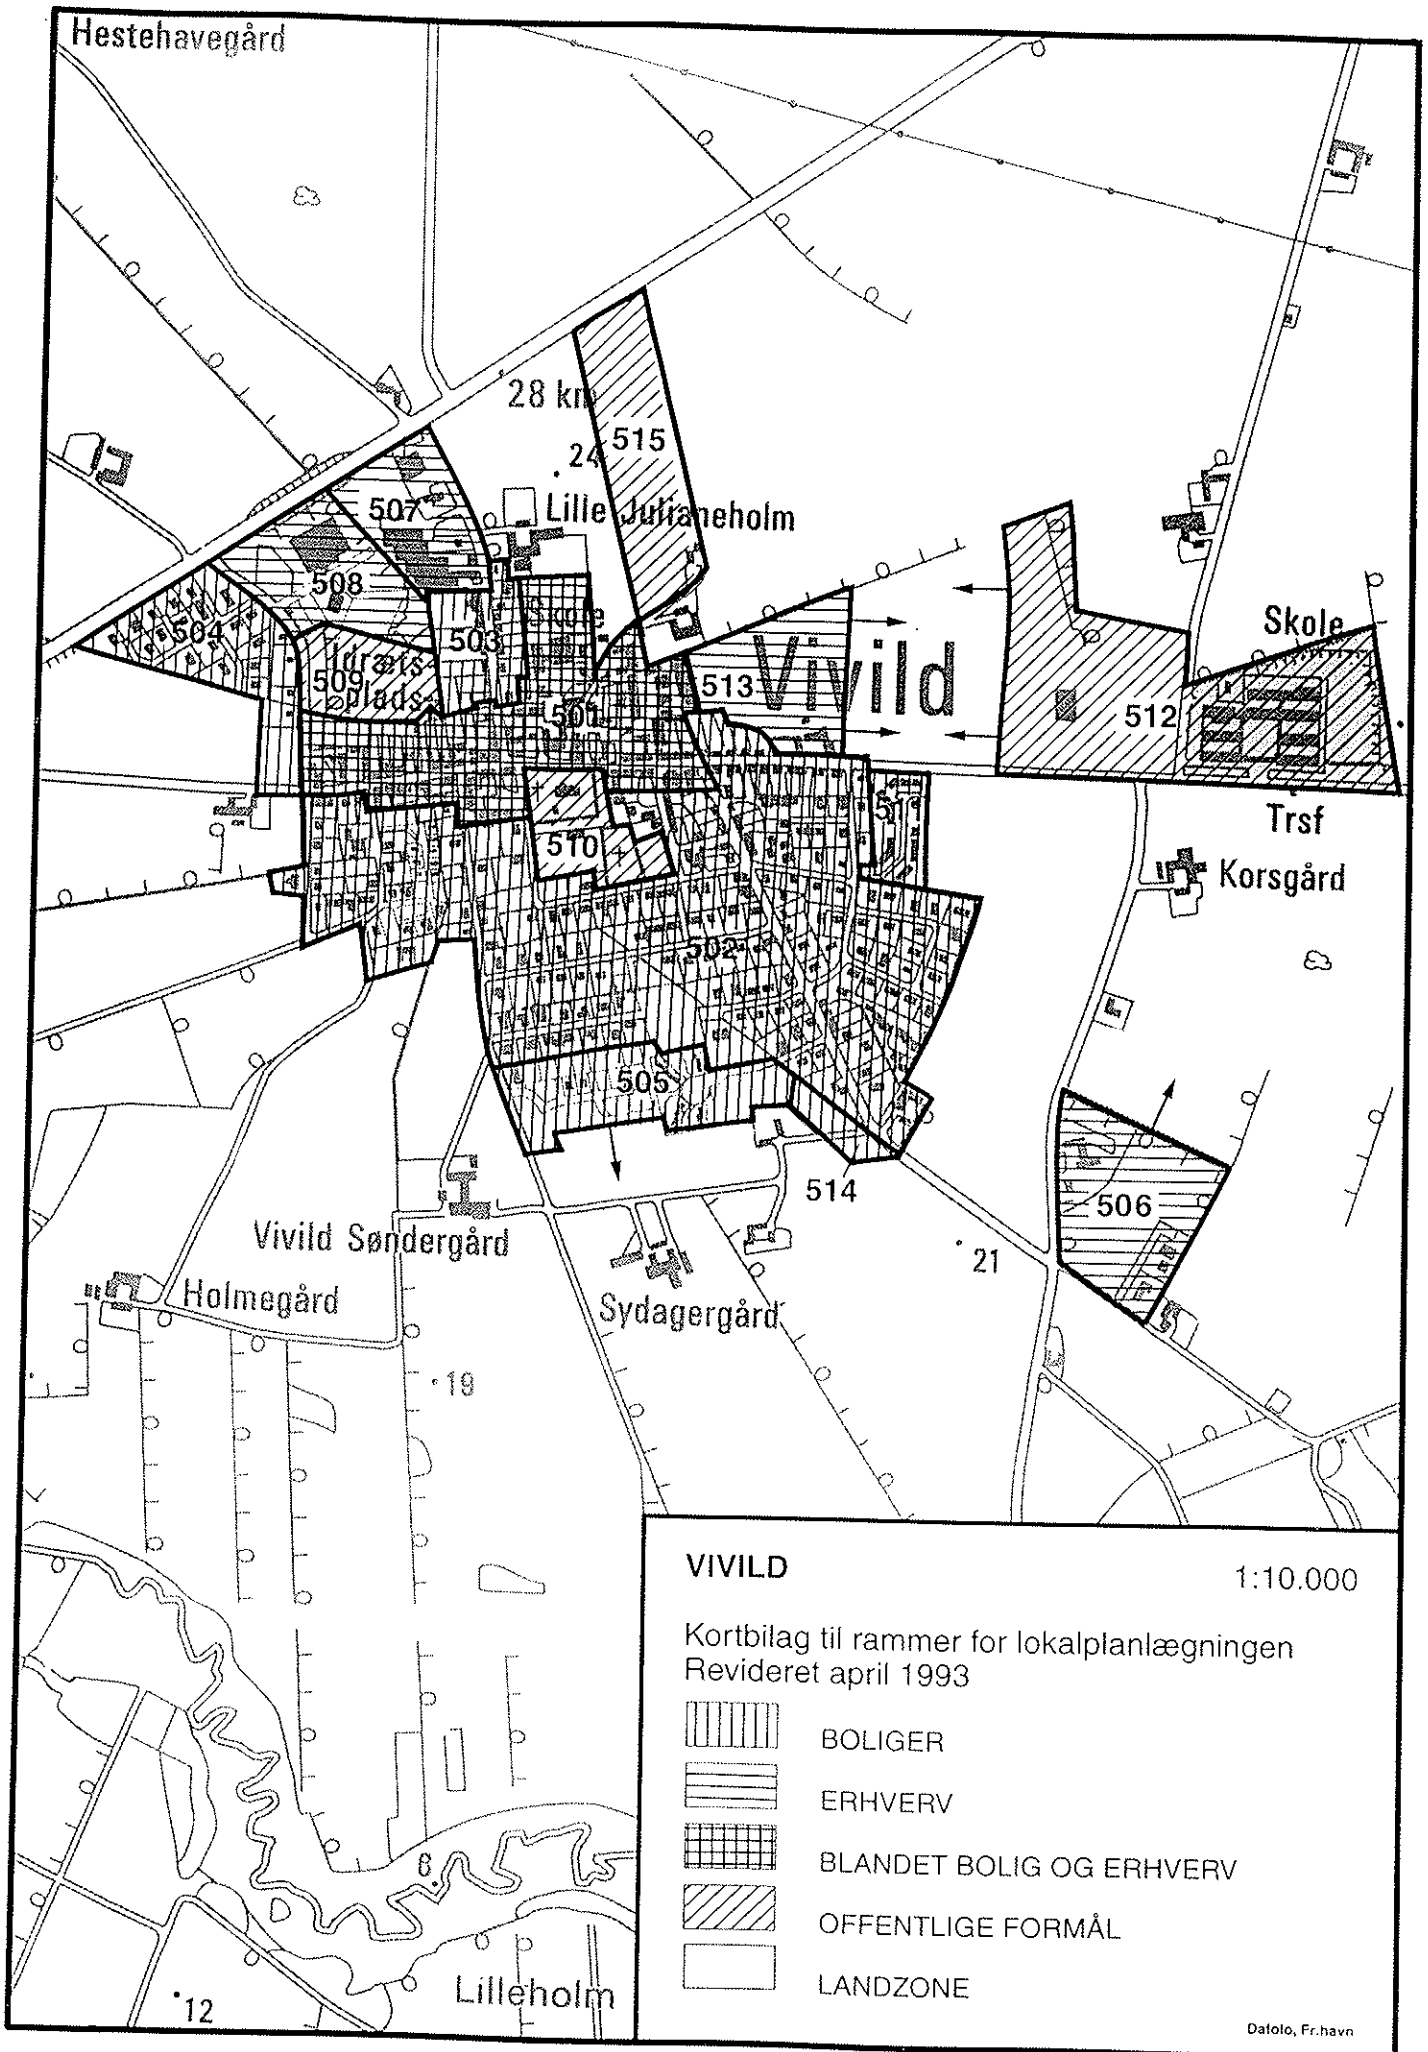 Hestehavegård
28 km
515
24
507
Lille Julianeholm
508
Skole
Skole
504
503
Idræts
plads
509
513
Vivild
501
512
511
Trsf
510
Korsgård
502
505
514
506
Vivild Søndergård
21
Holmegård
Sydagergård
19
VIVILD
1:10.000
Kortbilag til rammer for lokalplanlægningen
Revideret april 1993
BOLIGER
ERHVERV
BLANDET BOLIG OG ERHVERV
6
OFFENTLIGE FORMÅL
LANDZONE
Lilleholm
12
Dafolo, Fr.havn